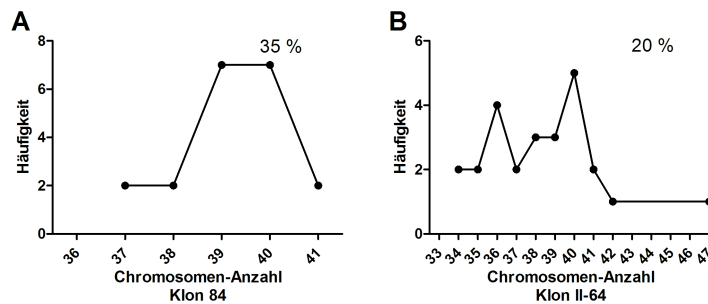 A
35 %
Häufigkeit
8
6
4
2
0
36 37 38 39 40 41
Chromosomen-Anzahl
Klon 84
B
20 %
Häufigkeit
6
4
2
0
33 34 35 36 37 38 39 40 41 42 43 44 45 46 47
Chromosomen-Anzahl
Klon II-64